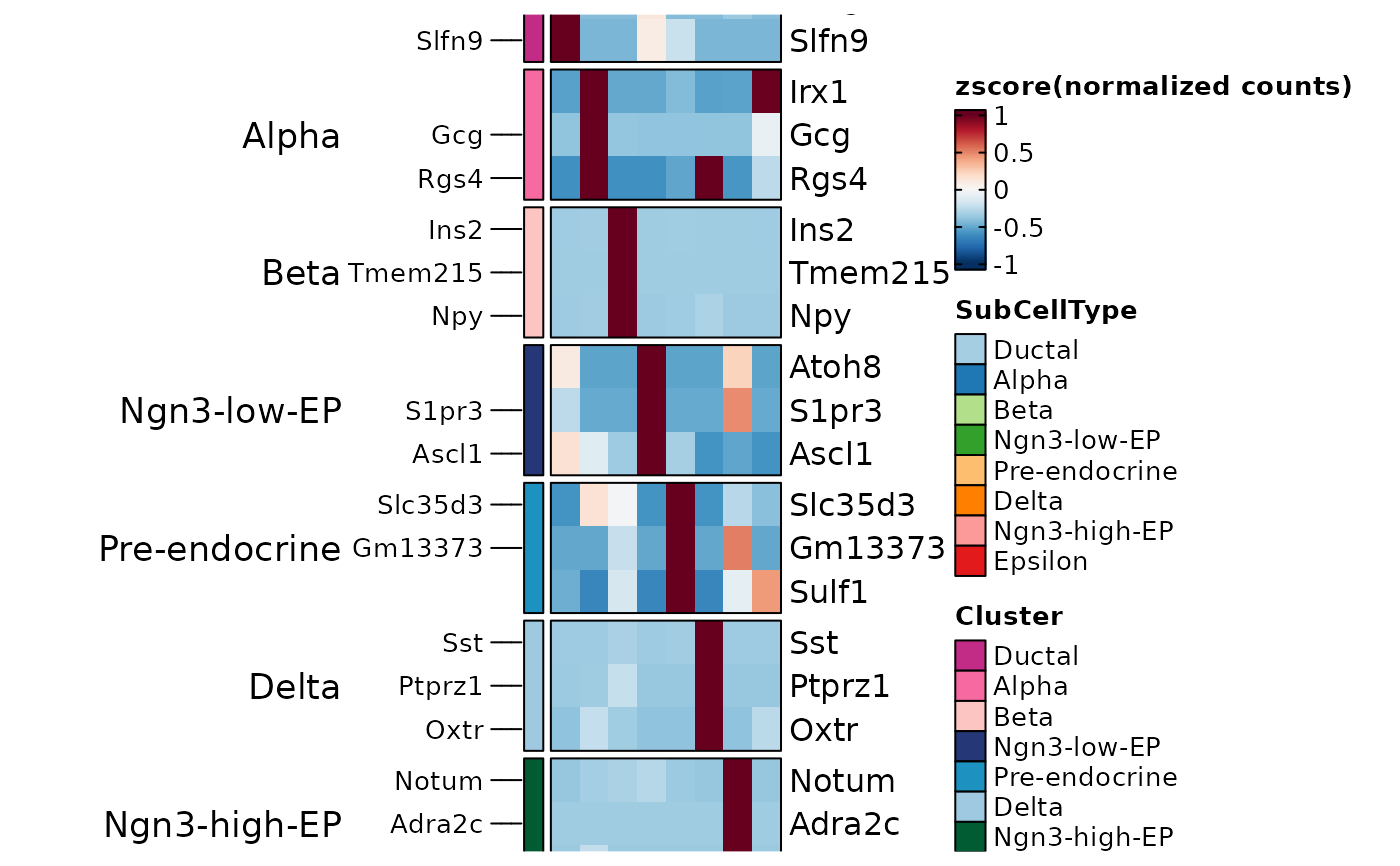 Slfn9 Slfn9
zscore(normalized counts)
Irx1
1
Alpha Gcg Gcg
0.5
Rgs4 Rgs4
0
Ins2 Ins2
-0.5
-1
Beta Tmem215 Tmem215
Npy Npy
SubCellType
Ductal
Atoh8
Alpha
Ngn3-low-EP S1pr3 S1pr3
Beta
Ngn3-low-EP
Ascl1 Ascl1
Pre-endocrine
Slc35d3 Slc35d3
Delta
Ngn3-high-EP
Pre-endocrine Gm13373 Gm13373
Epsilon
Sulf1
Cluster
Sst Sst
Ductal
Delta Ptprz1 Ptprz1
Alpha
Beta
Oxtr Oxtr
Ngn3-low-EP
Notum Notum
Pre-endocrine
Delta
Ngn3-high-EP Adra2c Adra2c
Ngn3-high-EP